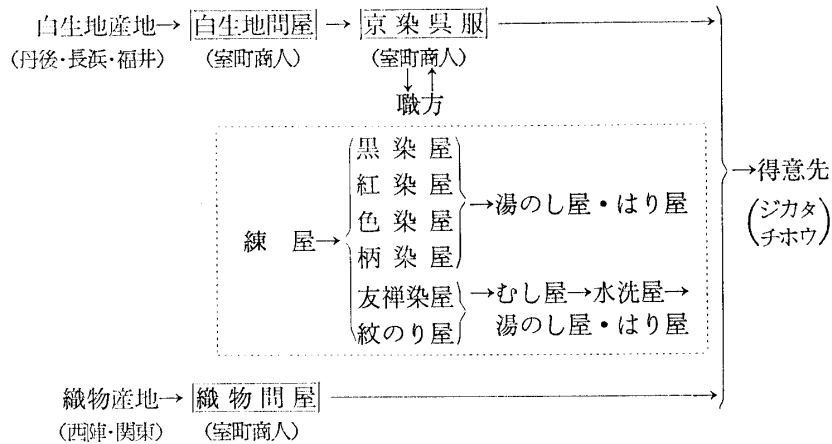 白生地産地→ 白生地問屋 → 京染呉服
(丹後・長浜・福井) (室町商人) (室町商人)
↓↑
職方
黒染屋
紅染屋
色染屋
柄染屋
→湯のし屋・はり屋
練 屋→
友禅染屋
紋のり屋
→むし屋→水洗屋→
湯のし屋・はり屋
→得意先
(ジカタ
チホウ)
織物産地→ 織物問屋
(西陣・関東) (室町商人)